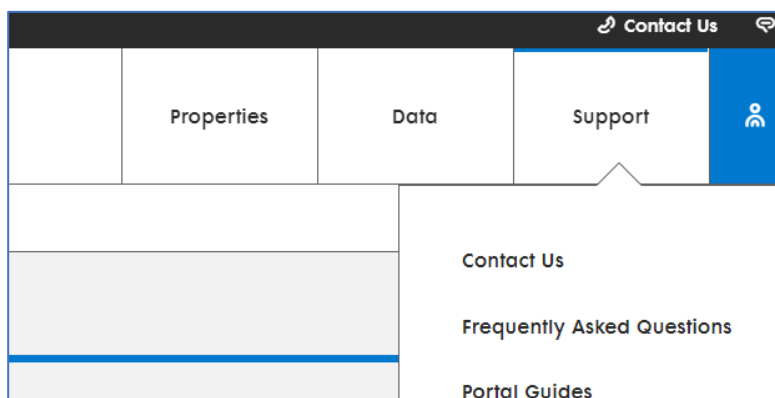 Contact Us
Properties Data Support
Contact Us
Frequently Asked Questions
Portal Guides